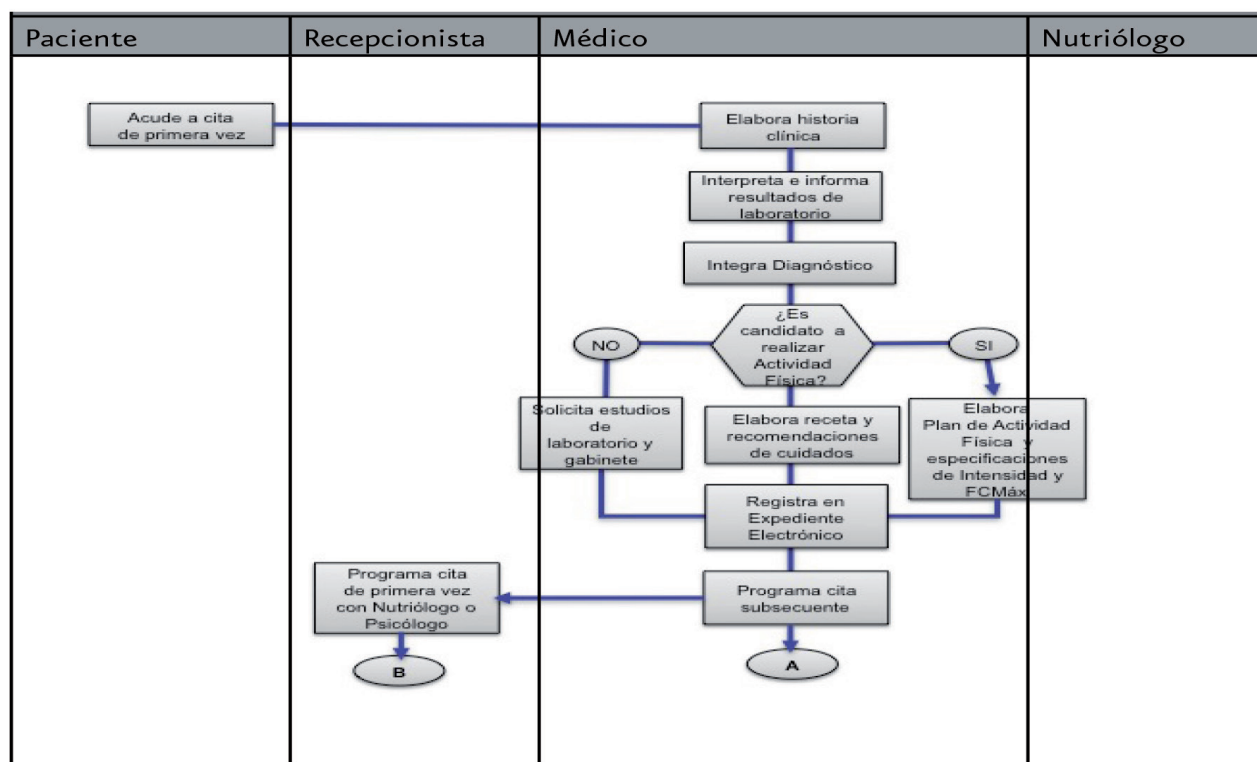 Paciente
Recepcionista
Médico
Nutriólogo
Acude a cita
de primera vez
Elabora historia
clínica
Interpreta e informa
resultados de
laboratorio
Integra Diagnóstico
¿Es
candidato a
realizar
Actividad
Física?
NO
SI
Solicita estudios
de
laboratorio y
gabinete
Elabora receta y
recomendaciones
de cuidados
Elabora
Plan de Actividad
Física y
especificaciones
de Intensidad y
FCMáx
Registra en
Expediente
Electrónico
Programa cita
de primera vez
con Nutriólogo o
Psicólogo
Programa cita
subsecuente
B
A